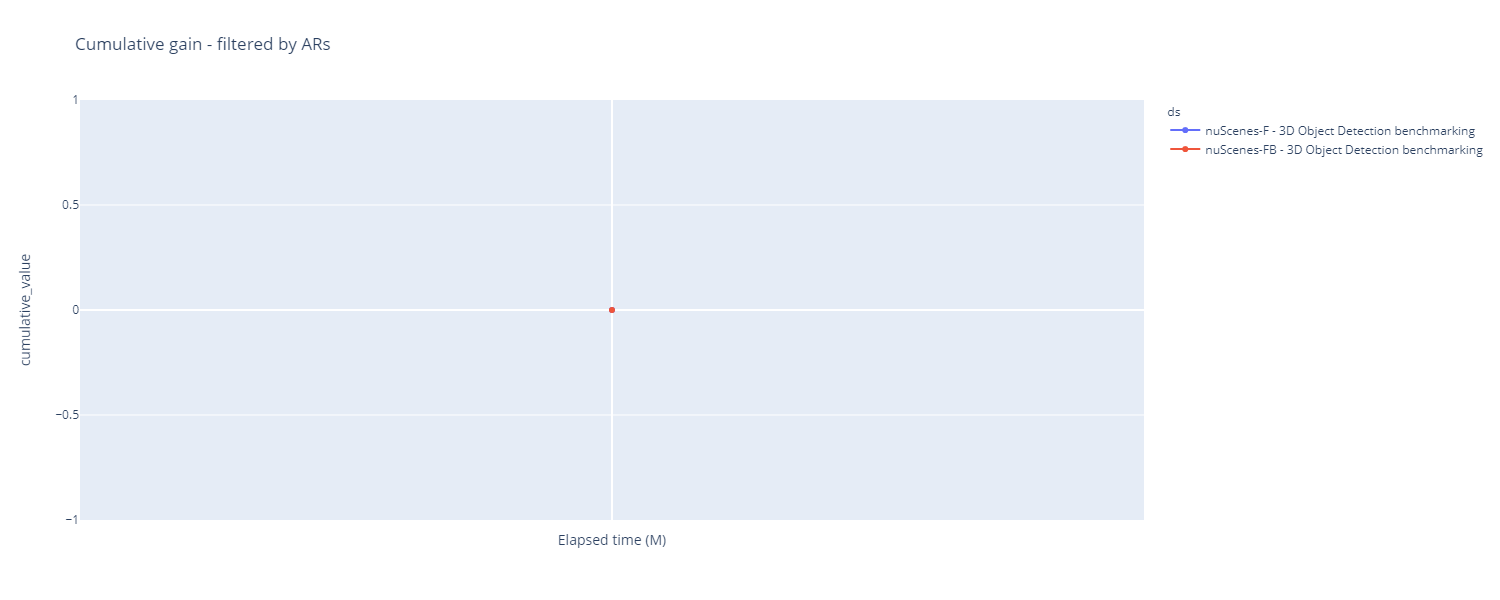 Cumulative gain - filtered by ARs
1
0.5
0
−0.5
−1
cumulative_value
Elapsed time (M)
ds
nuScenes-F - 3D Object Detection benchmarking
nuScenes-FB - 3D Object Detection benchmarking